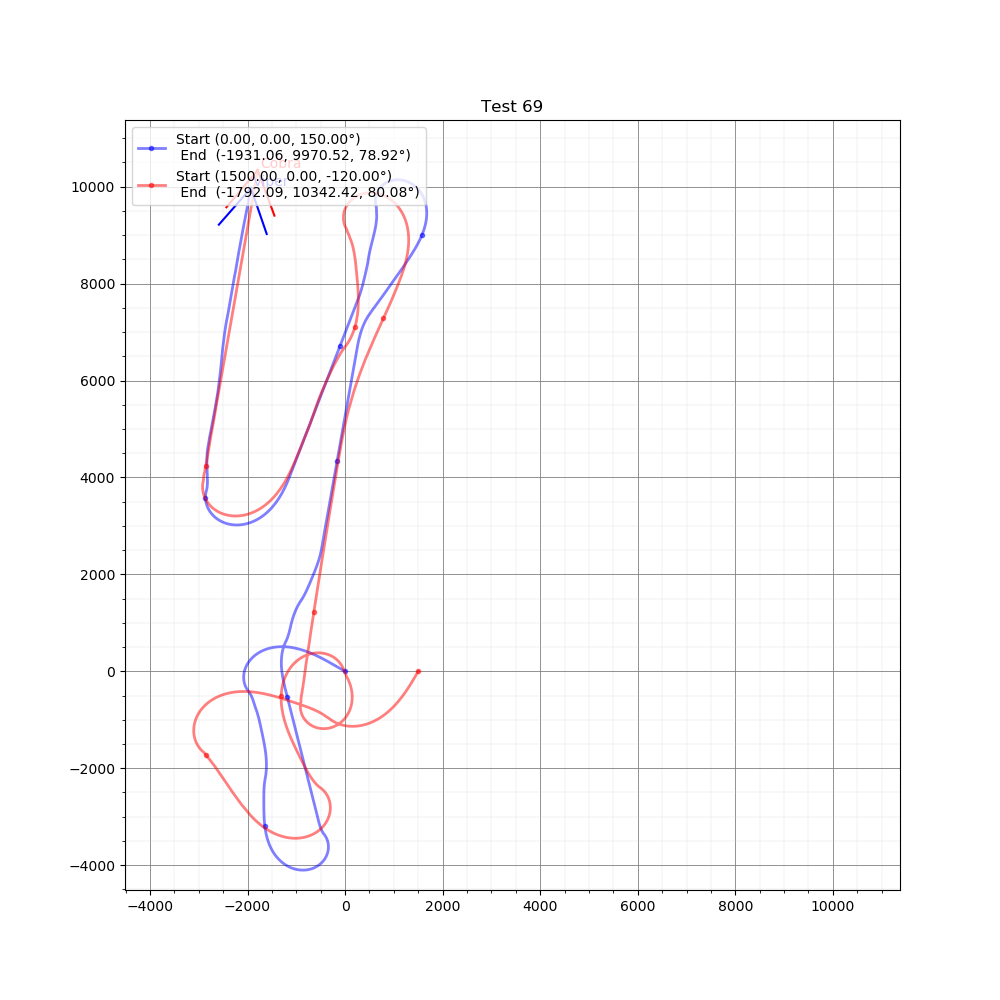 Test 69
Start (0.00, 0.00, 150.00°)
End (-1931.06, 9970.52, 78.92°)
Start (1500.00, 0.00, -120.00°)
End (-1792.09, 10342.42, 80.08°)
Cobra
10000
8000
6000
4000
2000
0
−2000
−4000
−4000 −2000 0 2000 4000 6000 8000 10000